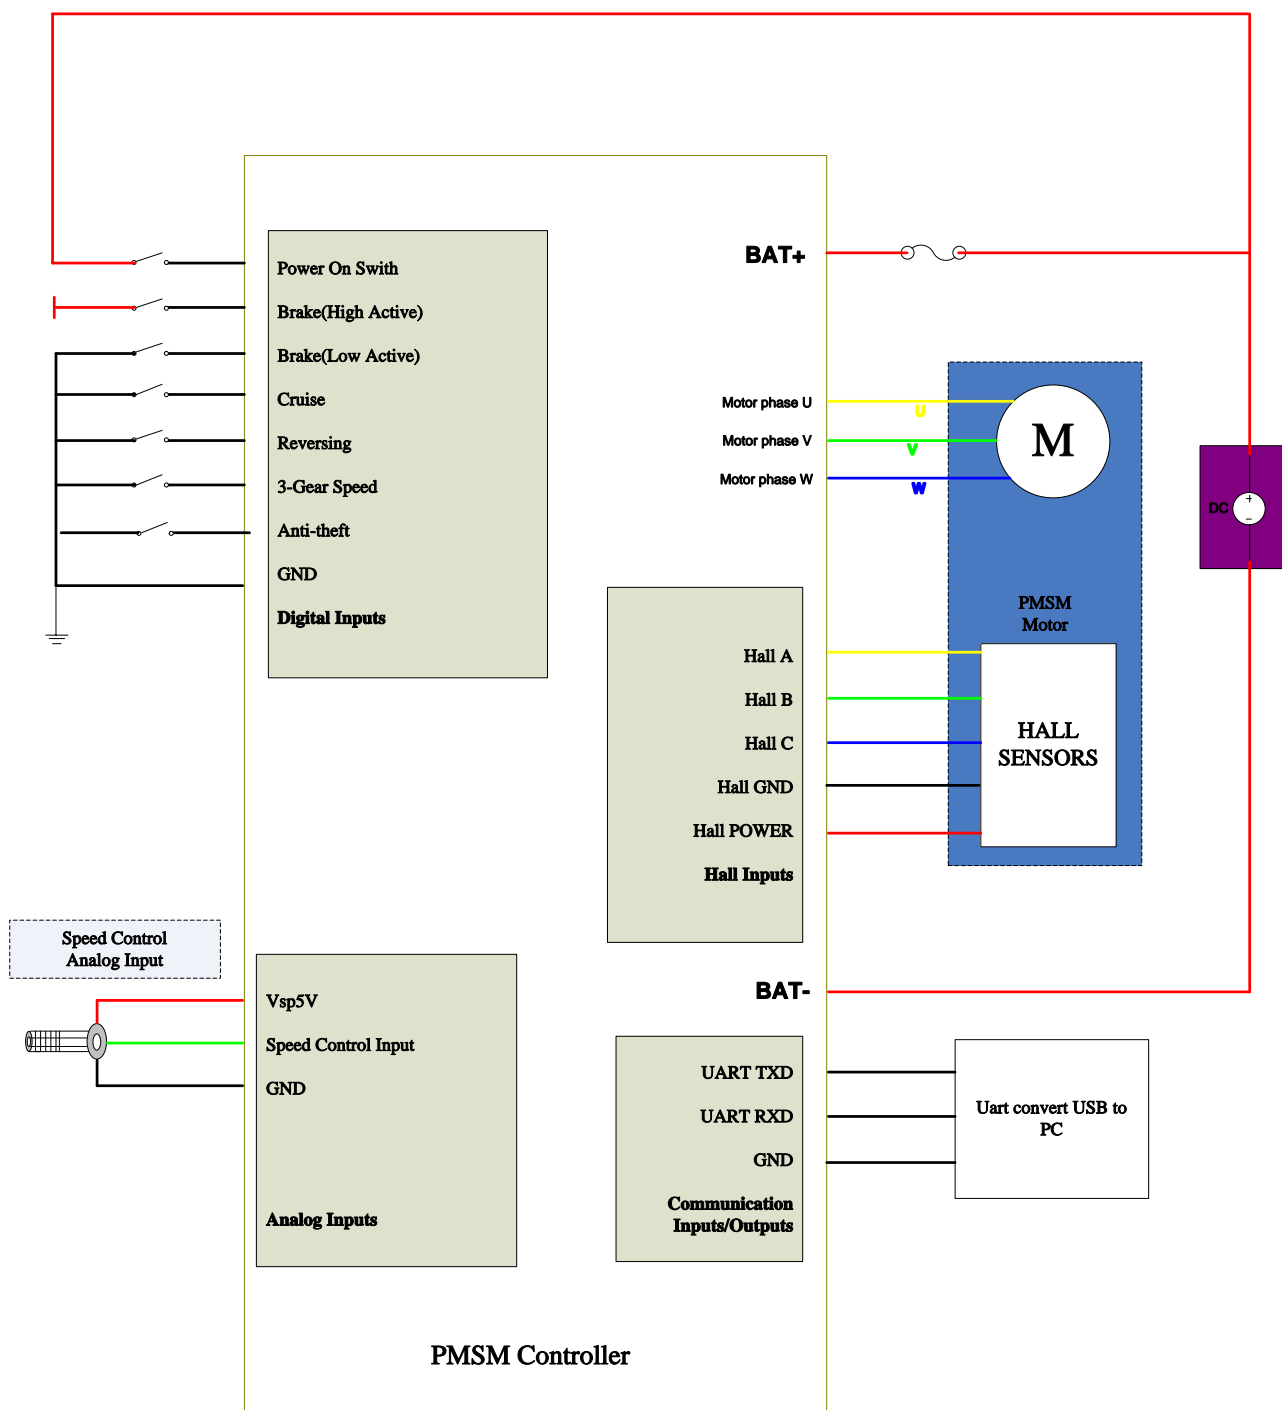 Power On Swith
Brake(High Active)
Brake(Low Active)
Cruise
Reversing
3-Gear Speed
Anti-theft
GND
Digital Inputs
BAT+
Motor phase U
Motor phase V
Motor phase W
U
V
W
M
DC
+
−
PMSM
Motor
Hall A
Hall B
Hall C
Hall GND
Hall POWER
Hall Inputs
HALL
SENSORS
Speed Control
Analog Input
Vsp5V
Speed Control Input
GND
Analog Inputs
BAT-
UART TXD
UART RXD
GND
Communication
Inputs/Outputs
Uart convert USB to
PC
PMSM Controller